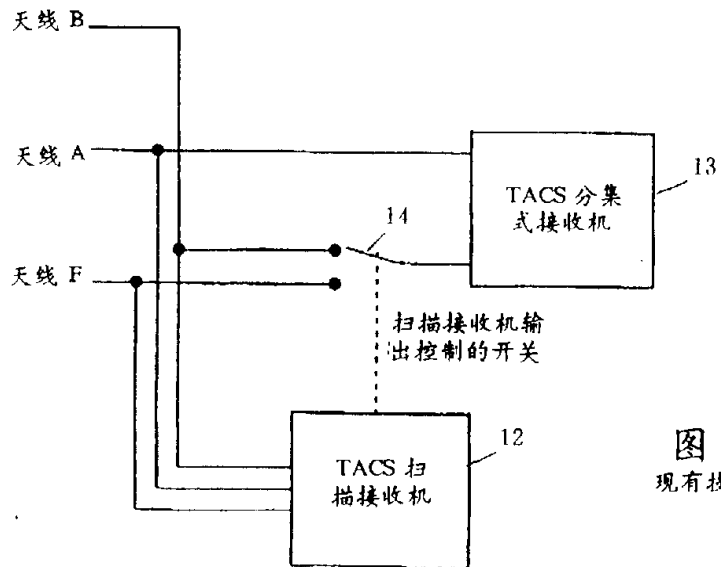 天线 B
天线 A
天线 F
TACS 分集
式接收机
13
14
扫描接收机输
出控制的开关
12
TACS 扫
描接收机
图
现有技